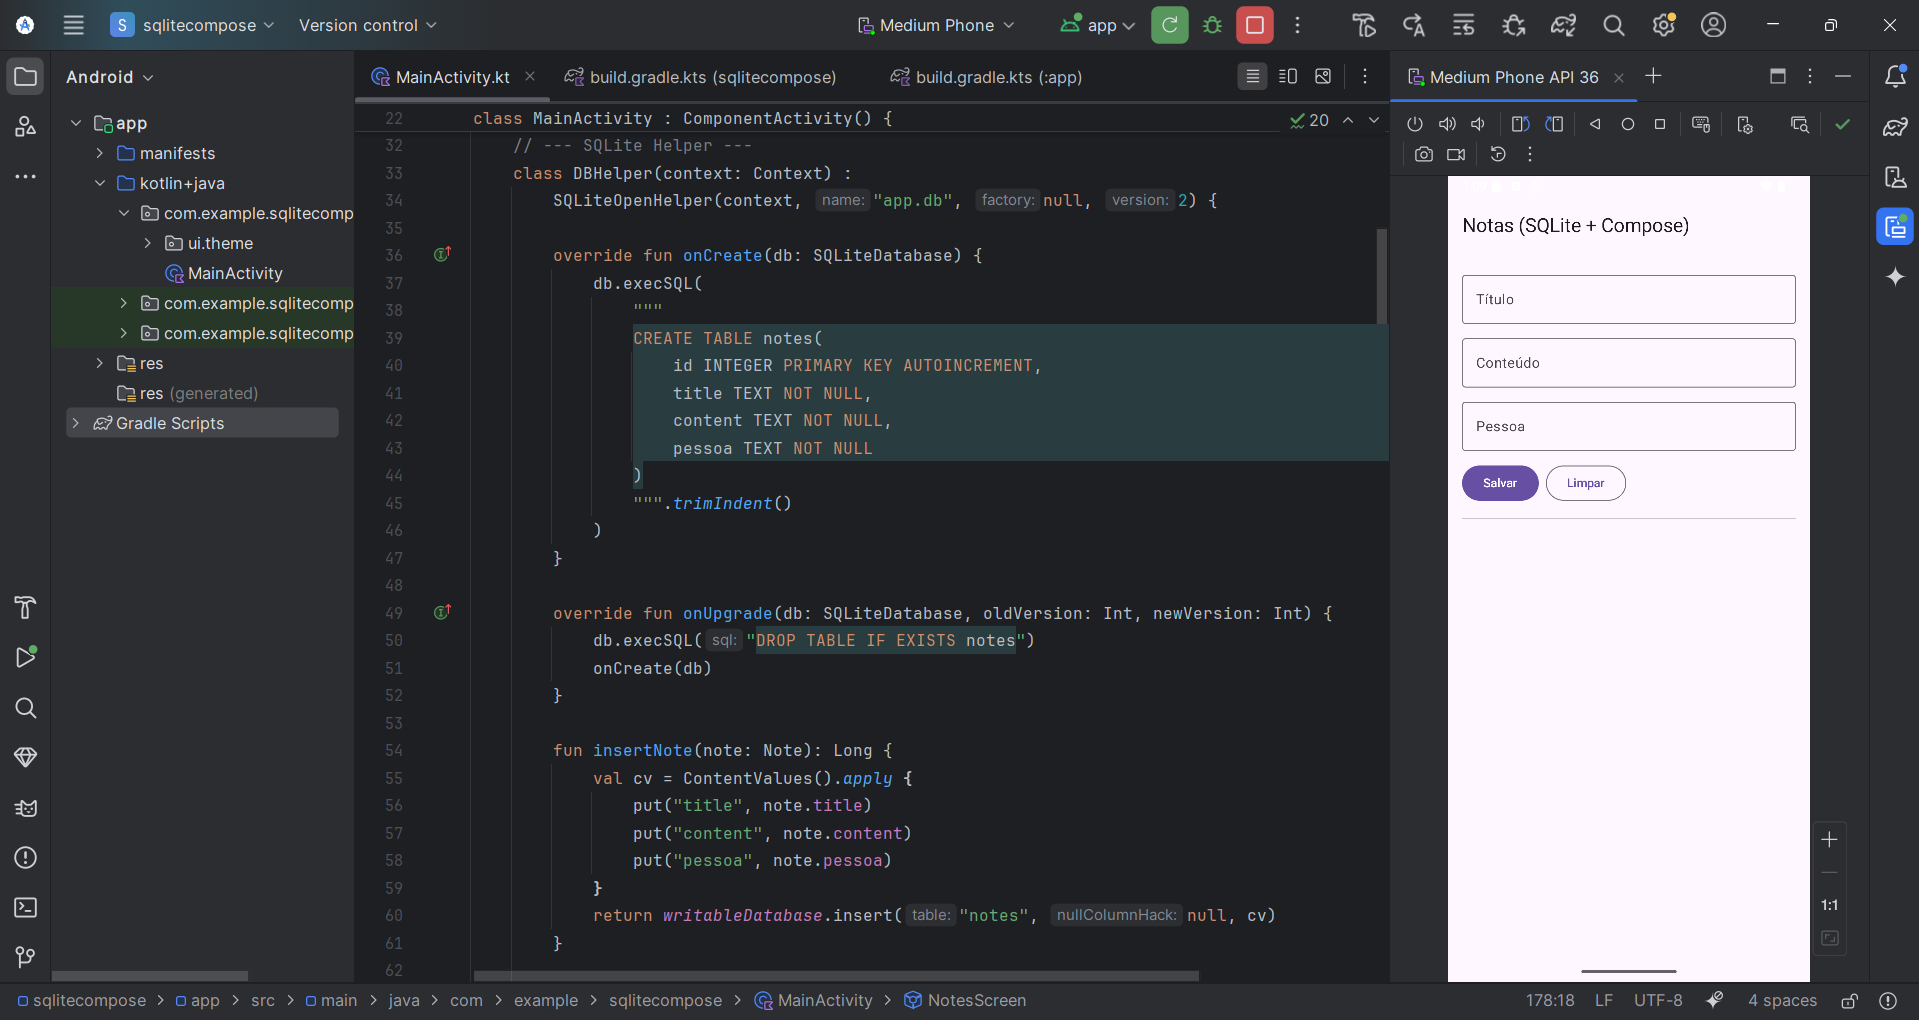 S sqlitecompose Version control Medium Phone app
Android
app
manifests
kotlin+java
com.example.sqlitecomp
ui.theme
MainActivity
com.example.sqlitecomp
com.example.sqlitecomp
res
res (generated)
Gradle Scripts
MainActivity.kt build.gradle.kts (sqlitecompose) build.gradle.kts (:app)
22 class MainActivity : ComponentActivity() { 20
32 // --- SQLite Helper ---
33 class DBHelper(context: Context) :
34 SQLiteOpenHelper(context, name: "app.db", factory: null, version: 2) {
35
36 override fun onCreate(db: SQLiteDatabase) {
37 db.execSQL(
38 """
39 CREATE TABLE notes(
40 id INTEGER PRIMARY KEY AUTOINCREMENT,
41 title TEXT NOT NULL,
42 content TEXT NOT NULL,
43 pessoa TEXT NOT NULL
44 )
45 """.trimIndent()
46 )
47 }
48
49 override fun onUpgrade(db: SQLiteDatabase, oldVersion: Int, newVersion: Int) {
50 db.execSQL( sql: "DROP TABLE IF EXISTS notes")
51 onCreate(db)
52 }
53
54 fun insertNote(note: Note): Long {
55 val cv = ContentValues().apply {
56 put("title", note.title)
57 put("content", note.content)
58 put("pessoa", note.pessoa)
59 }
60 return writableDatabase.insert( table: "notes", nullColumnHack: null, cv)
61 }
62
Medium Phone API 36
Notas (SQLite + Compose)
Título
Conteúdo
Pessoa
Salvar Limpar
1:1
sqlitecompose > app > src > main > java > com > example > sqlitecompose > MainActivity > NotesScreen 178:18 LF UTF-8 4 spaces